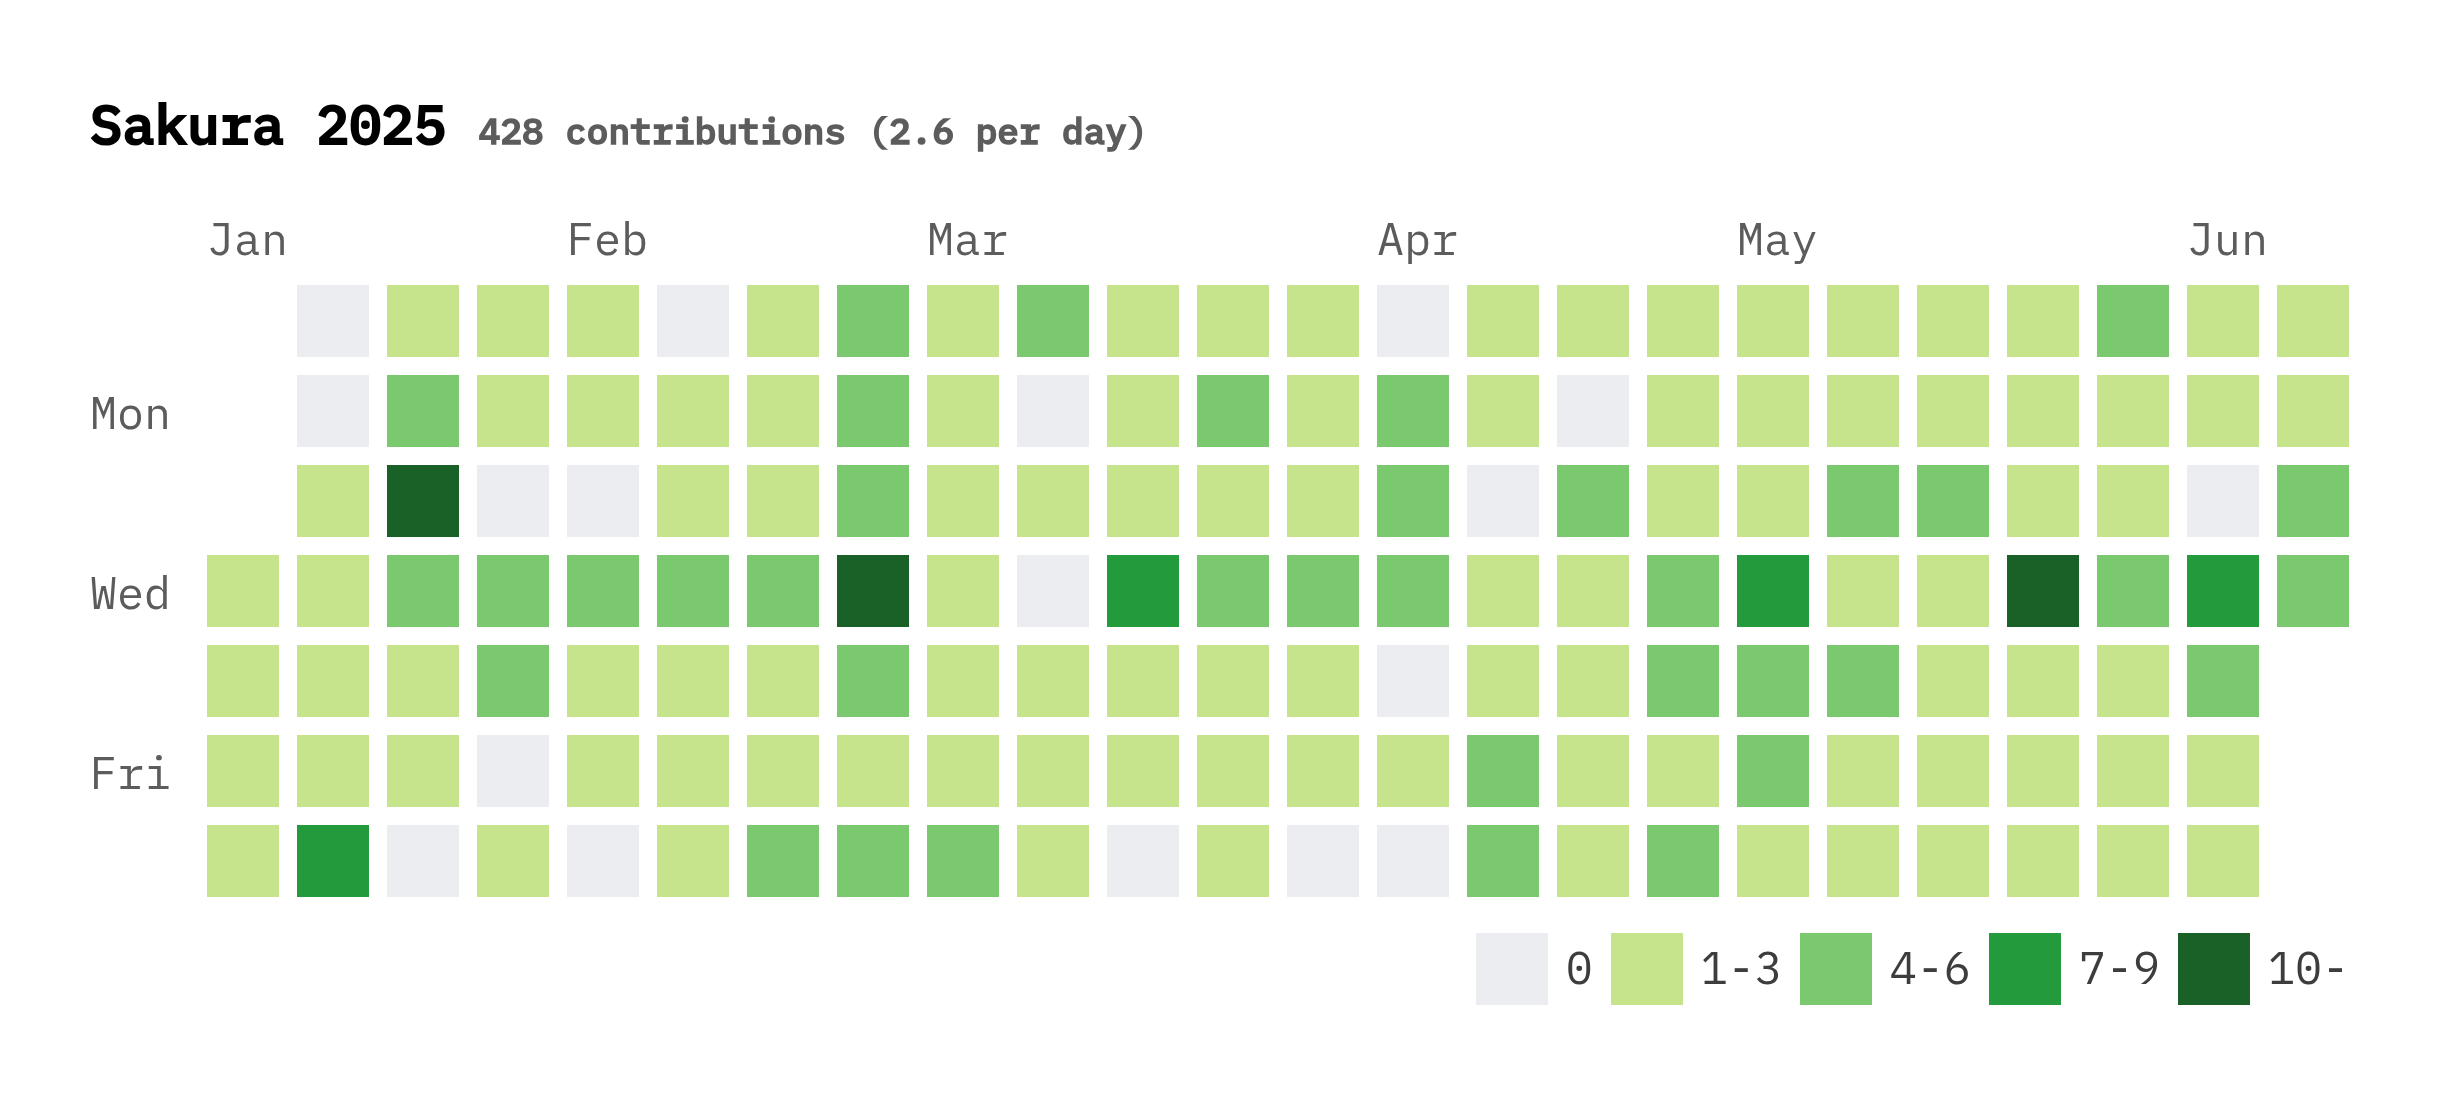 Sakura 2025 428 contributions (2.6 per day)
Jan Feb Mar Apr May Jun
Mon
Wed
Fri
0 1-3 4-6 7-9 10-